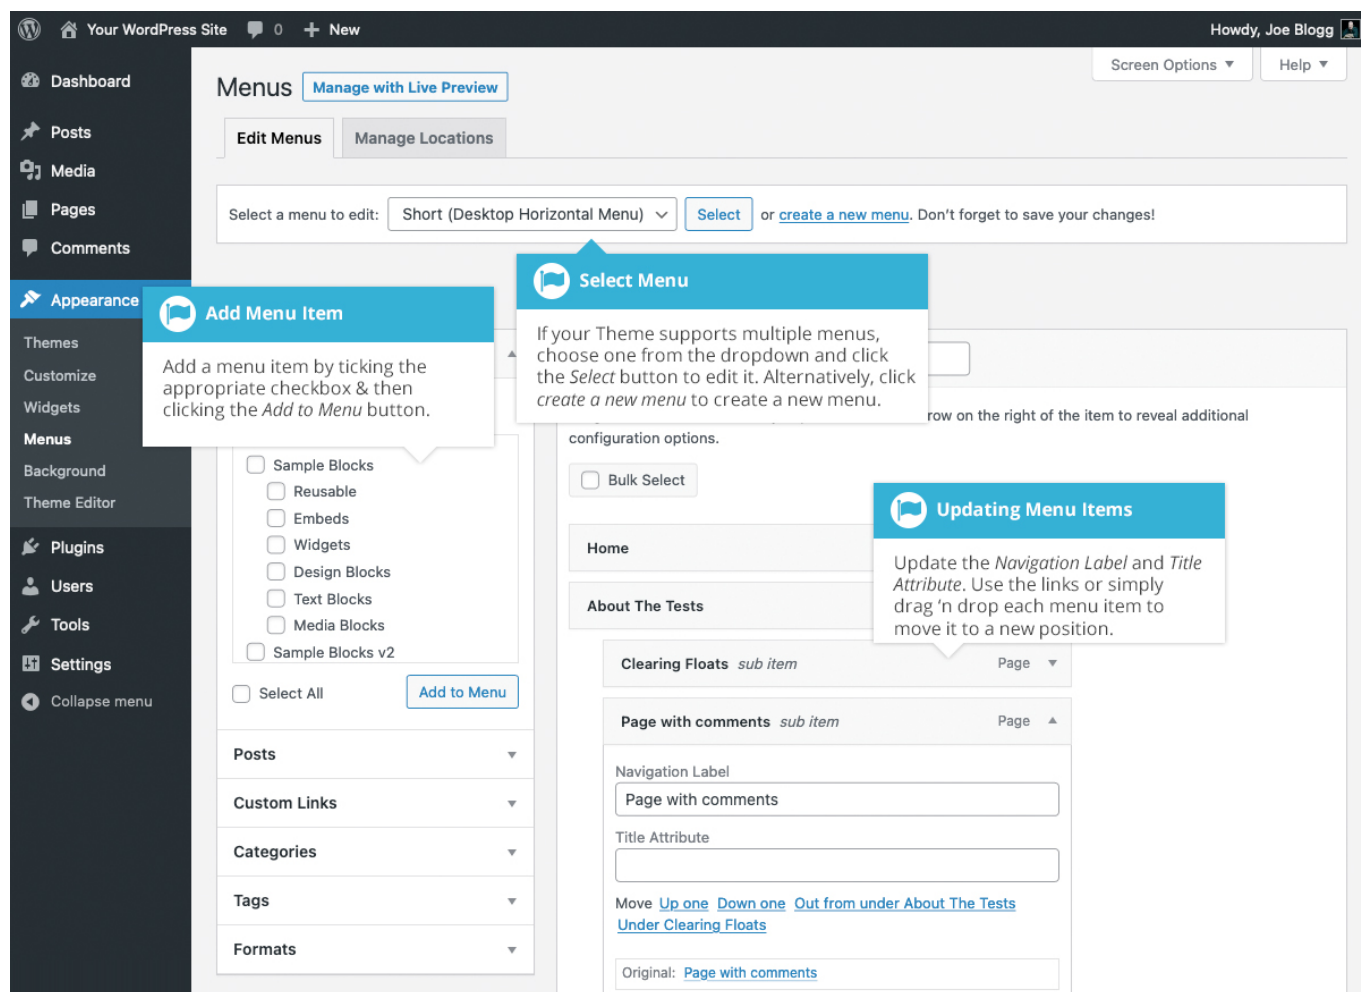 Your WordPress Site 0 New
Howdy, Joe Blogg
Dashboard
Posts
Media
Pages
Comments
Appearance
Themes
Customize
Widgets
Menus
Background
Theme Editor
Plugins
Users
Tools
Settings
Collapse menu
Screen Options ▼ Help ▼
Menus Manage with Live Preview
Edit Menus Manage Locations
Select a menu to edit: Short (Desktop Horizontal Menu) Select or create a new menu. Don't forget to save your changes!
Select Menu
If your Theme supports multiple menus,
choose one from the dropdown and click
the Select button to edit it. Alternatively, click
create a new menu to create a new menu.
Add Menu Item
Add a menu item by ticking the
appropriate checkbox & then
clicking the Add to Menu button.
Sample Blocks
Reusable
Embeds
Widgets
Design Blocks
Text Blocks
Media Blocks
Sample Blocks v2
Select All Add to Menu
Posts
Custom Links
Categories
Tags
Formats
row on the right of the item to reveal additional
configuration options.
Bulk Select
Updating Menu Items
Update the Navigation Label and Title
Attribute. Use the links or simply
drag 'n drop each menu item to
move it to a new position.
Home
About The Tests
Clearing Floats sub item Page
Page with comments sub item Page
Navigation Label
Page with comments
Title Attribute
Move Up one Down one Out from under About The Tests
Under Clearing Floats
Original: Page with comments